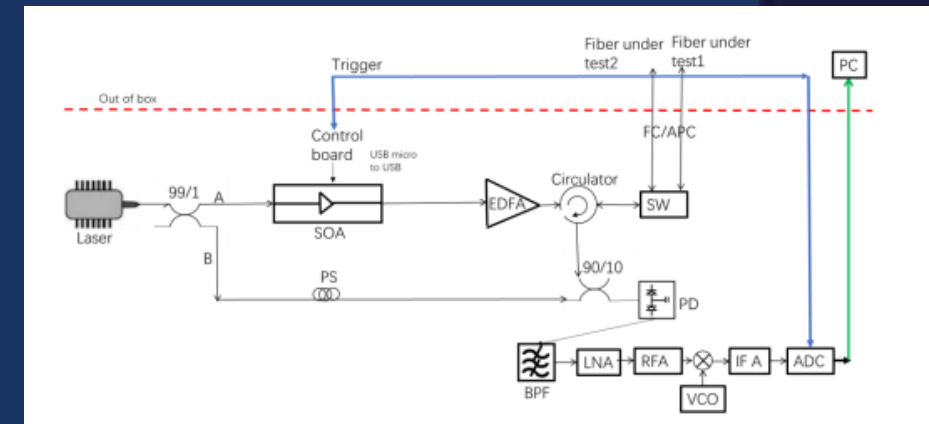 Fiber under
test2
Fiber under
test1
PC
Trigger
Out of box
FC/APC
Control
board
USB micro
to USB
Circulator
99/1
A
EDFA
SW
Laser
SOA
B
PS
90/10
PD
BPF
LNA
RFA
IF A
ADC
VCO